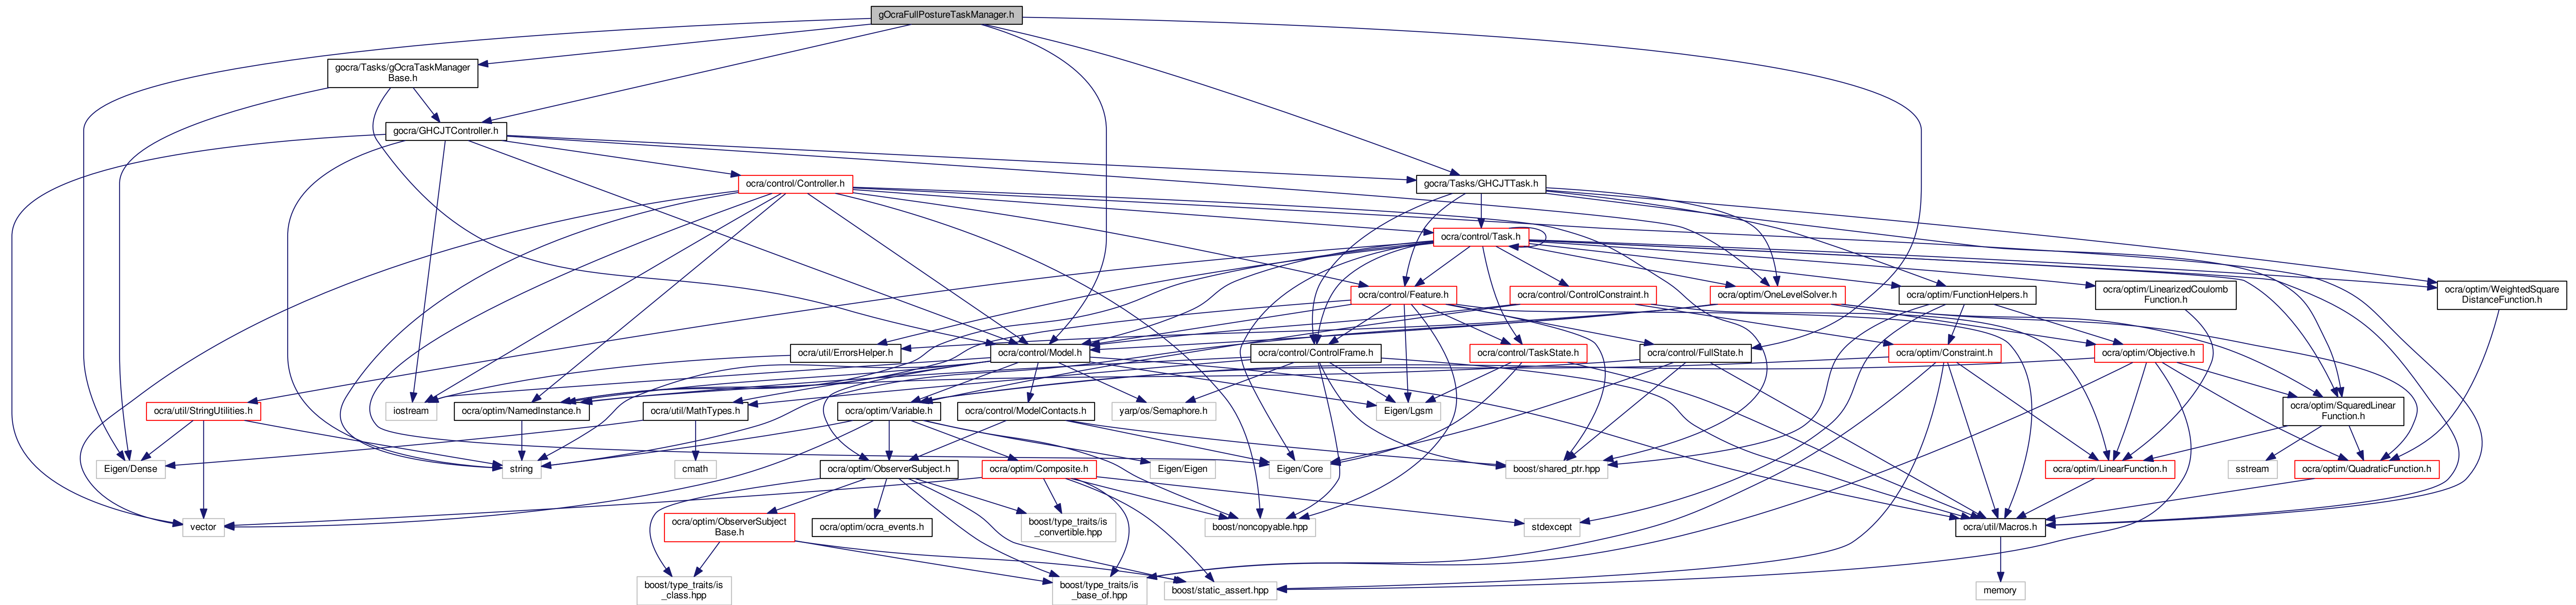 gOcraFullPostureTaskManager.h
gocra/Tasks/gOcraTaskManager
Base.h
gocra/GHCJTController.h
ocra/control/Controller.h
gocra/Tasks/GHCJTTask.h
ocra/control/Task.h
ocra/control/Feature.h
ocra/control/ControlConstraint.h
ocra/optim/OneLevelSolver.h
ocra/optim/FunctionHelpers.h
ocra/optim/LinearizedCoulomb
Function.h
ocra/optim/WeightedSquare
DistanceFunction.h
ocra/util/ErrorsHelper.h
ocra/control/Model.h
ocra/control/ControlFrame.h
ocra/control/TaskState.h
ocra/control/FullState.h
ocra/optim/Constraint.h
ocra/optim/Objective.h
ocra/util/StringUtilities.h
iostream
ocra/optim/NamedInstance.h
ocra/util/MathTypes.h
ocra/optim/Variable.h
ocra/control/ModelContacts.h
yarp/os/Semaphore.h
Eigen/Lgsm
ocra/optim/SquaredLinear
Function.h
Eigen/Dense
string
cmath
ocra/optim/ObserverSubject.h
ocra/optim/Composite.h
Eigen/Eigen
Eigen/Core
boost/shared_ptr.hpp
ocra/optim/LinearFunction.h
sstream
ocra/optim/QuadraticFunction.h
vector
ocra/optim/ObserverSubject
Base.h
ocra/optim/ocra_events.h
boost/type_traits/is
_convertible.hpp
boost/noncopyable.hpp
stdexcept
ocra/util/Macros.h
boost/type_traits/is
_class.hpp
boost/type_traits/is
_base_of.hpp
boost/static_assert.hpp
memory